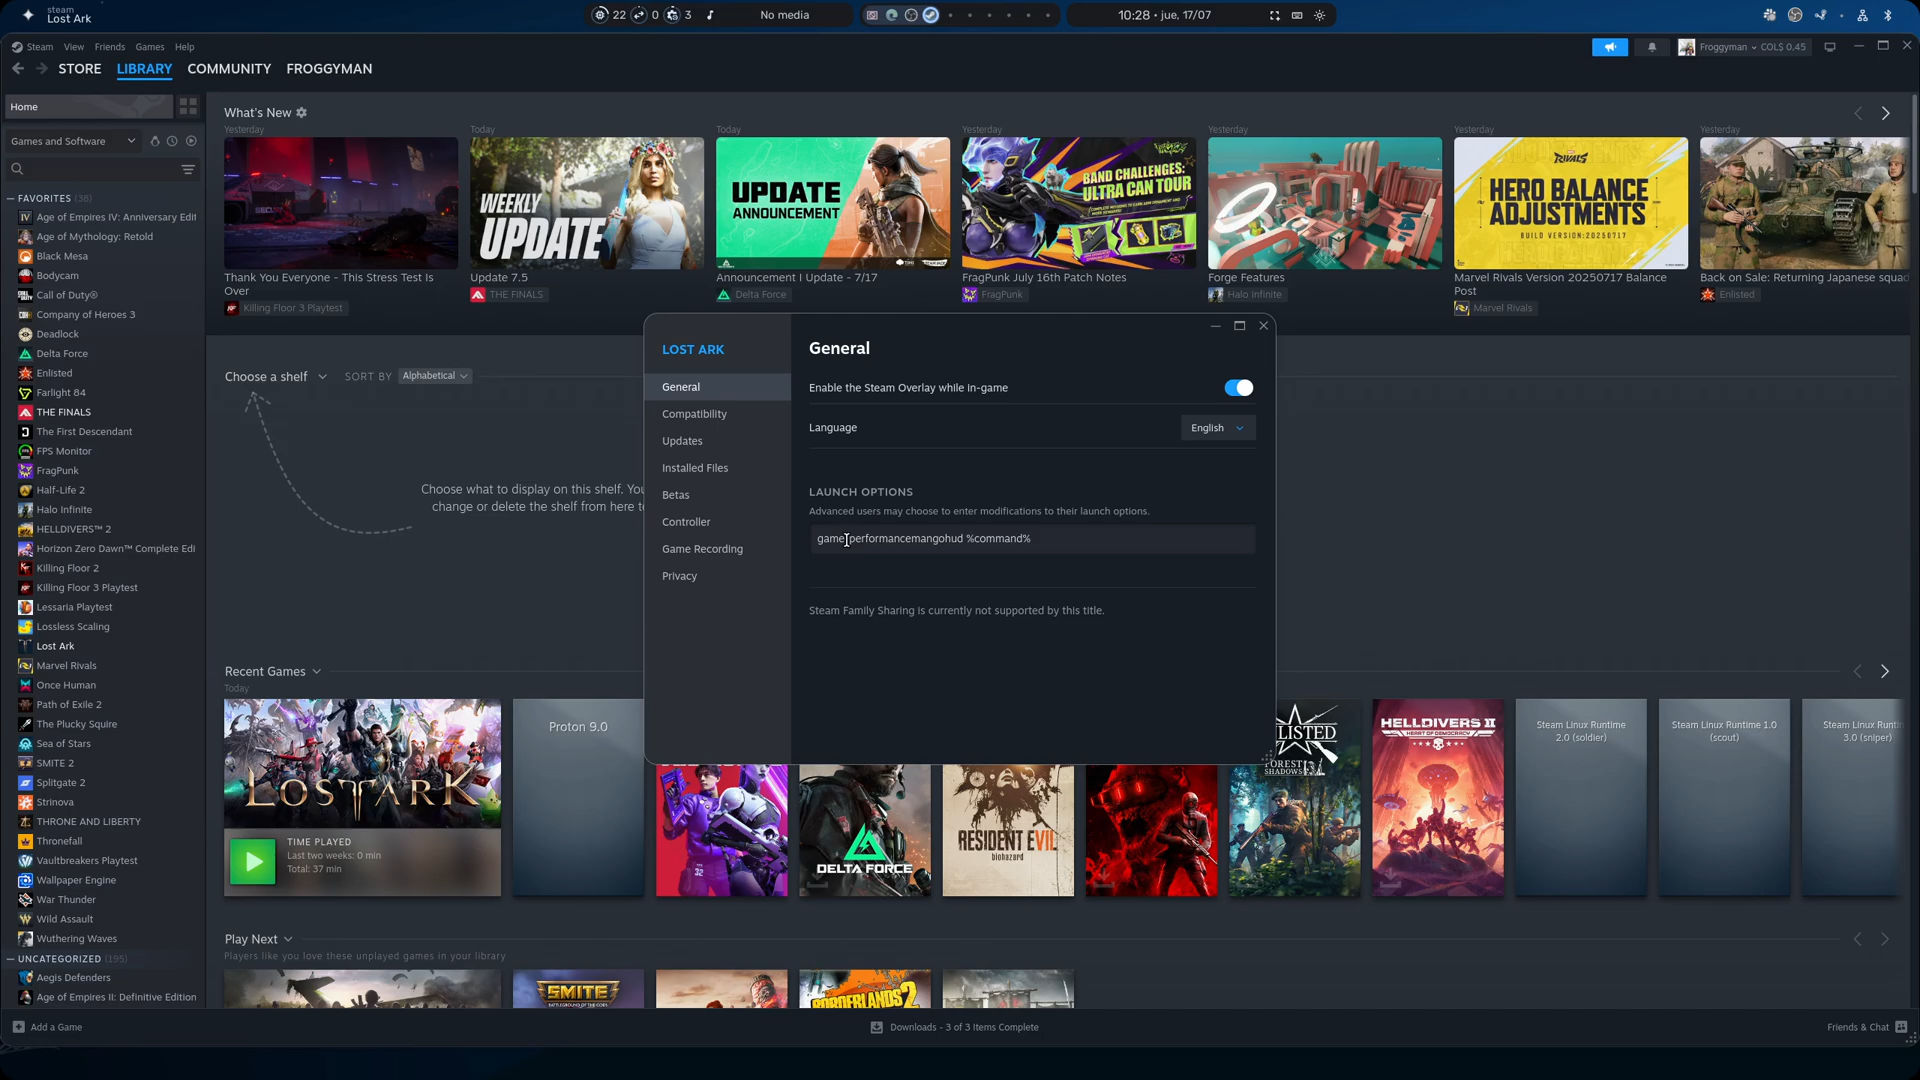 steam
Lost Ark
22 0 3
No media
10:28 • jue, 17/07
Steam View Friends Games Help
Froggyman COL$ 0,45
STORE LIBRARY COMMUNITY FROGGYMAN
Home
Games and Software
FAVORITES (38)
Age of Empires IV: Anniversary Edit
Age of Mythology: Retold
Black Mesa
Bodycam
Call of Duty®
Company of Heroes 3
Deadlock
Delta Force
Enlisted
Farlight 84
THE FINALS
The First Descendant
FPS Monitor
FragPunk
Half-Life 2
Halo Infinite
HELLDIVERS™ 2
Horizon Zero Dawn™ Complete Edi
Killing Floor 2
Killing Floor 3 Playtest
Lessaria Playtest
Lossless Scaling
Lost Ark
Marvel Rivals
Once Human
Path of Exile 2
The Plucky Squire
Sea of Stars
SMITE 2
Splitgate 2
Strinova
THRONE AND LIBERTY
Thronefall
Vaultbreakers Playtest
Wallpaper Engine
War Thunder
Wild Assault
Wuthering Waves
UNCATEGORIZED (195)
Aegis Defenders
Age of Empires II: Definitive Edition
What's New
Yesterday
Thank You Everyone - This Stress Test Is
Over
Killing Floor 3 Playtest
Today
WEEKLY
UPDATE
Update 7.5
THE FINALS
Today
UPDATE
ANNOUNCEMENT
Announcement I Update - 7/17
Delta Force
Yesterday
BAND CHALLENGES:
ULTRA CAN TOUR
FragPunk July 16th Patch Notes
FragPunk
Yesterday
Forge Features
Halo Infinite
Yesterday
RIVALS
HERO BALANCE
ADJUSTMENTS
BUILD VERSION:20250717
Marvel Rivals Version 20250717 Balance
Post
Marvel Rivals
Yesterday
Back on Sale: Returning Japanese squad
Enlisted
Choose a shelf
SORT BY Alphabetical
Choose what to display on this shelf. You
change or delete the shelf from here to
LOST ARK
General
Compatibility
Updates
Installed Files
Betas
Controller
Game Recording
Privacy
General
Enable the Steam Overlay while in-game
Language English
LAUNCH OPTIONS
Advanced users may choose to enter modifications to their launch options.
game-performancemangohud %command%
Steam Family Sharing is currently not supported by this title.
Recent Games
Today
LOST ARK
TIME PLAYED
Last two weeks: 0 min
Total: 37 min
Proton 9.0
DELTA FORCE
RESIDENT EVIL
biohazard
LISTED
FOREST
SHADOWS
HELLDIVERS II
Steam Linux Runtime
2.0 (soldier)
Steam Linux Runtime 1.0
(scout)
Steam Linux Runtin
3.0 (sniper)
Play Next
Players like you love these unplayed games in your library
SMITE
BORDERLANDS 2
Add a Game
Downloads - 3 of 3 Items Complete
Friends & Chat